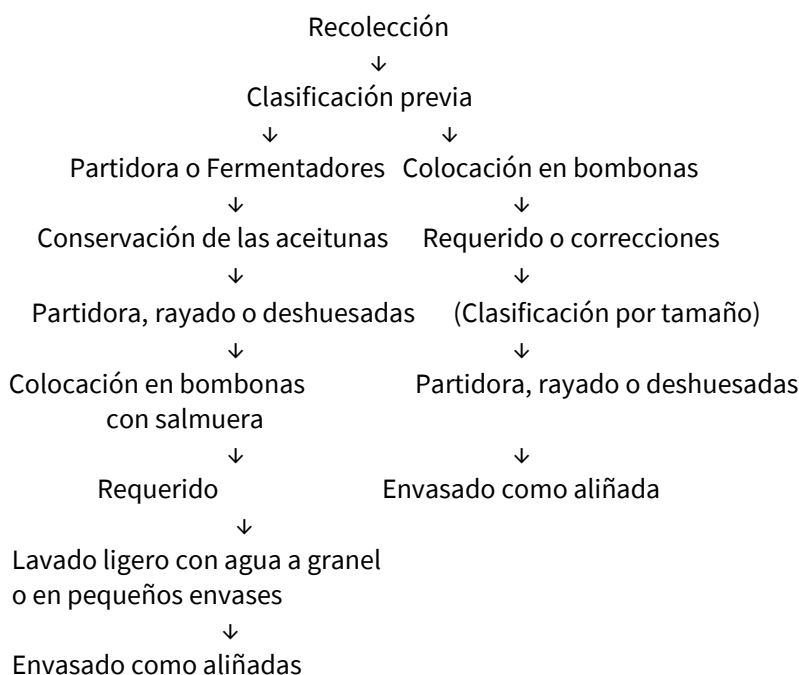 Recolección
↓
Clasificación previa
↓ ↓
Partidora o Fermentadores Colocación en bombonas
↓ ↓
Conservación de las aceitunas Requerido o correcciones
↓ ↓
Partidora, rayado o deshuesadas (Clasificación por tamaño)
↓ ↓
Colocación en bombonas Partidora, rayado o deshuesadas
con salmuera
↓ ↓
Requerido Envasado como aliñada
↓
Lavado ligero con agua a granel
o en pequeños envases
↓
Envasado como aliñadas